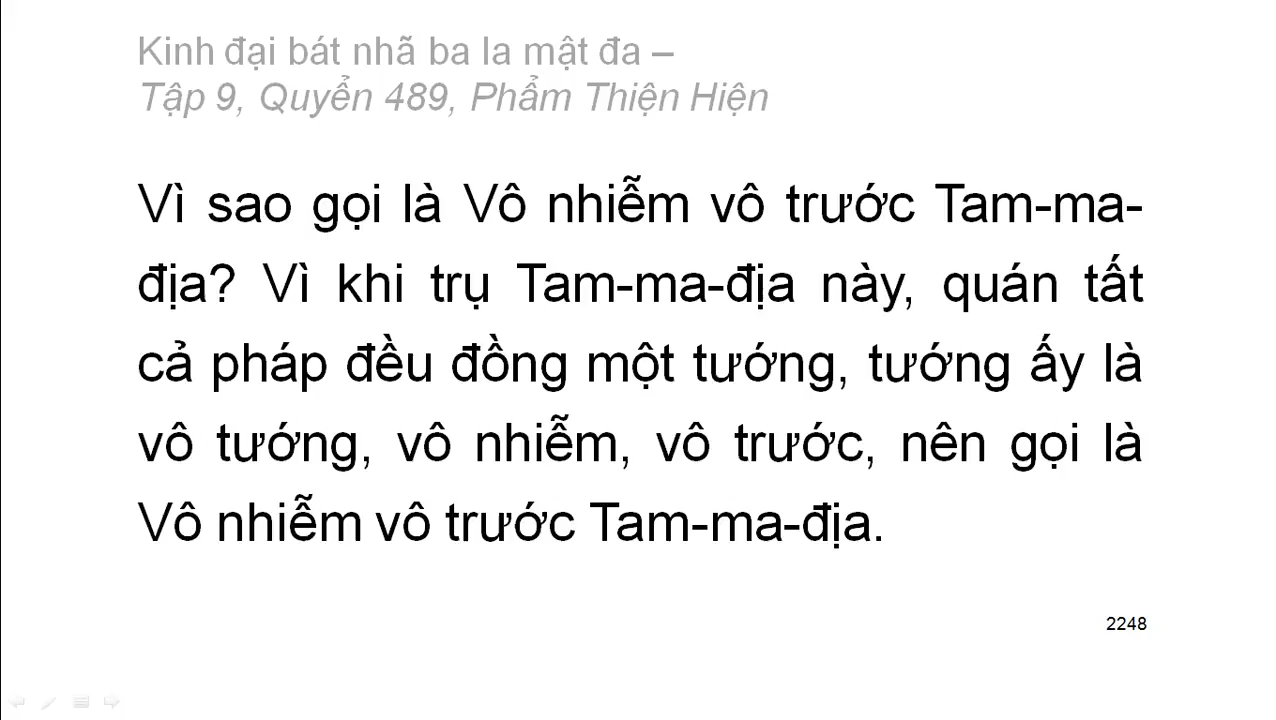 Kinh đại bát nhã ba la mật đa –
Tập 9, Quyển 489, Phẩm Thiện Hiện
Vì sao gọi là Vô nhiễm vô trước Tam-ma-
địa? Vì khi trụ Tam-ma-địa này, quán tất
cả pháp đều đồng một tướng, tướng ấy là
vô tướng, vô nhiễm, vô trước, nên gọi là
Vô nhiễm vô trước Tam-ma-địa.
2248